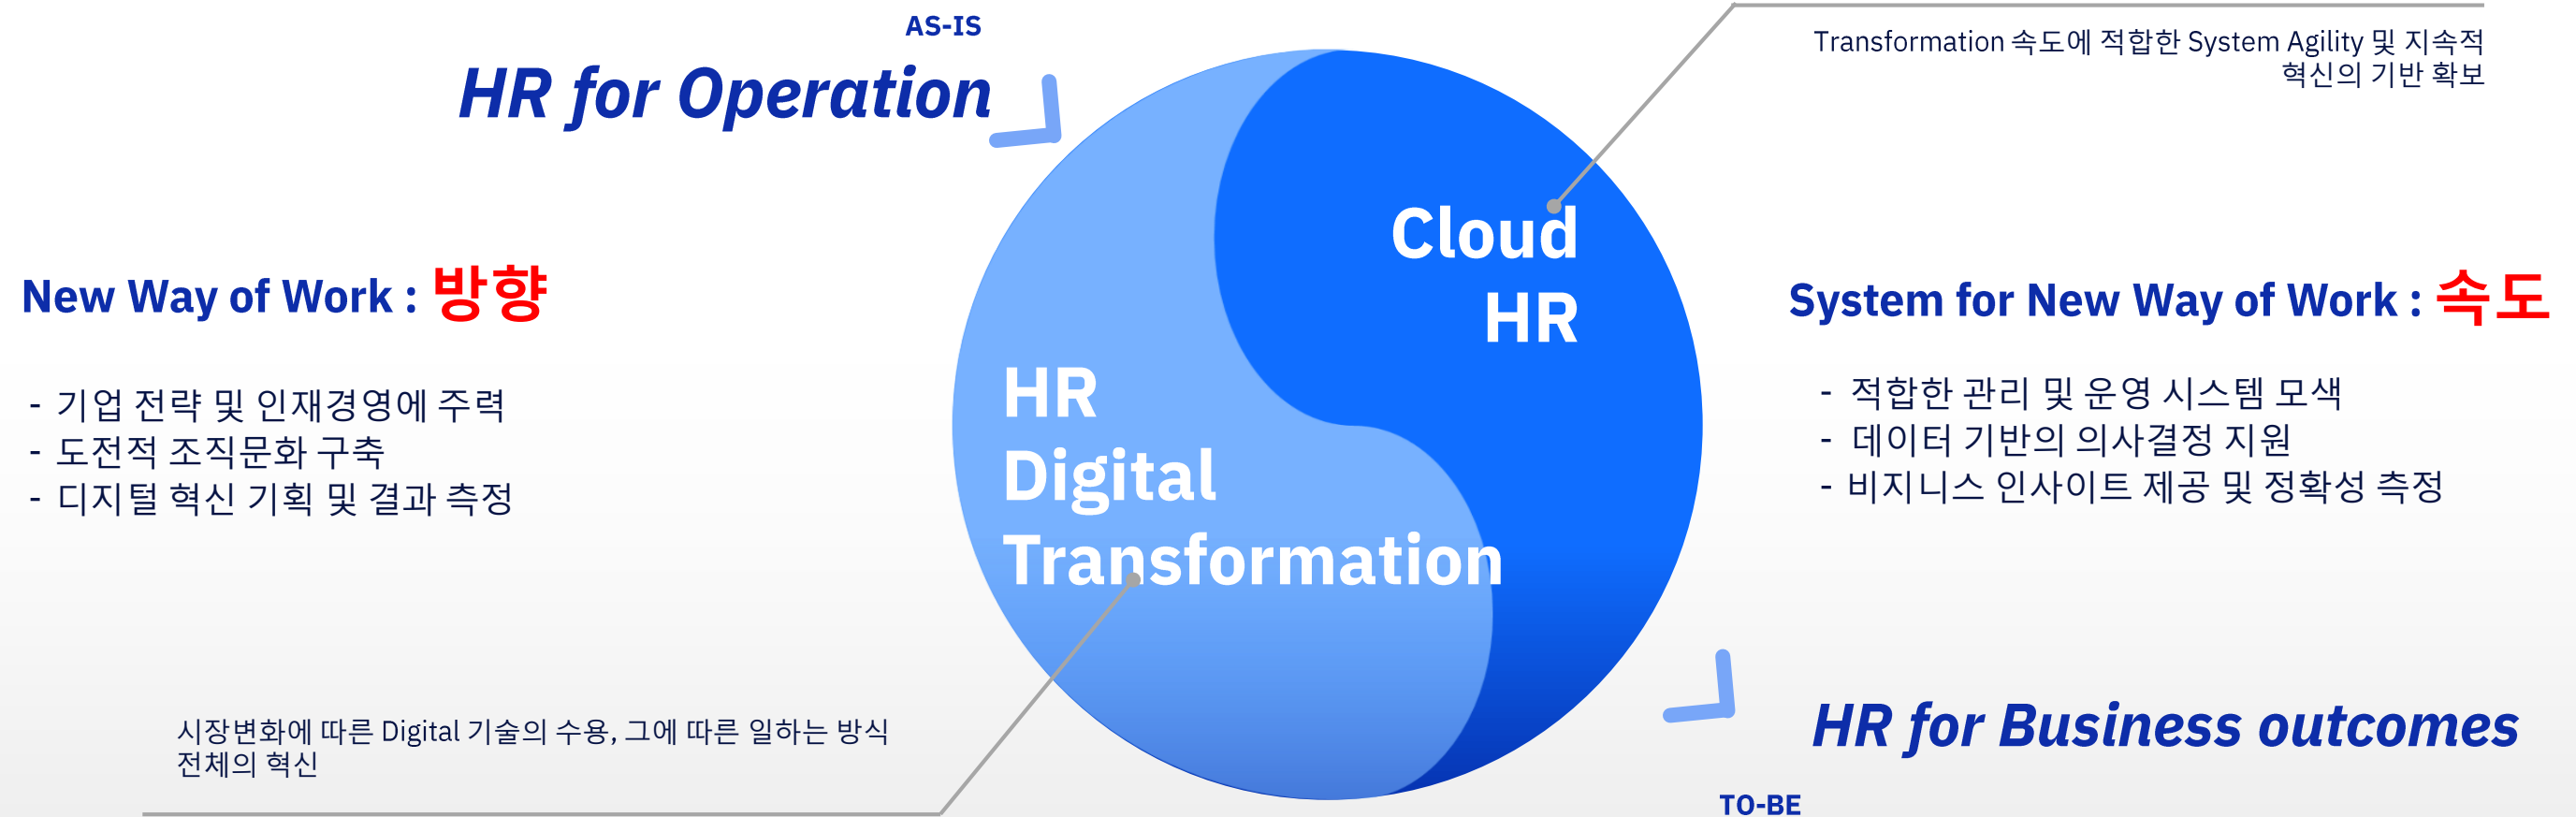 AS-IS
HR for Operation
Transformation 속도에 적합한 System Agility 및 지속적
혁신의 기반 확보
New Way of Work : 방향
- 기업 전략 및 인재경영에 주력
- 도전적 조직문화 구축
- 디지털 혁신 기획 및 결과 측정
Cloud
HR
HR
Digital
Transformation
System for New Way of Work : 속도
- 적합한 관리 및 운영 시스템 모색
- 데이터 기반의 의사결정 지원
- 비지니스 인사이트 제공 및 정확성 측정
시장변화에 따른 Digital 기술의 수용, 그에 따른 일하는 방식
전체의 혁신
HR for Business outcomes
TO-BE